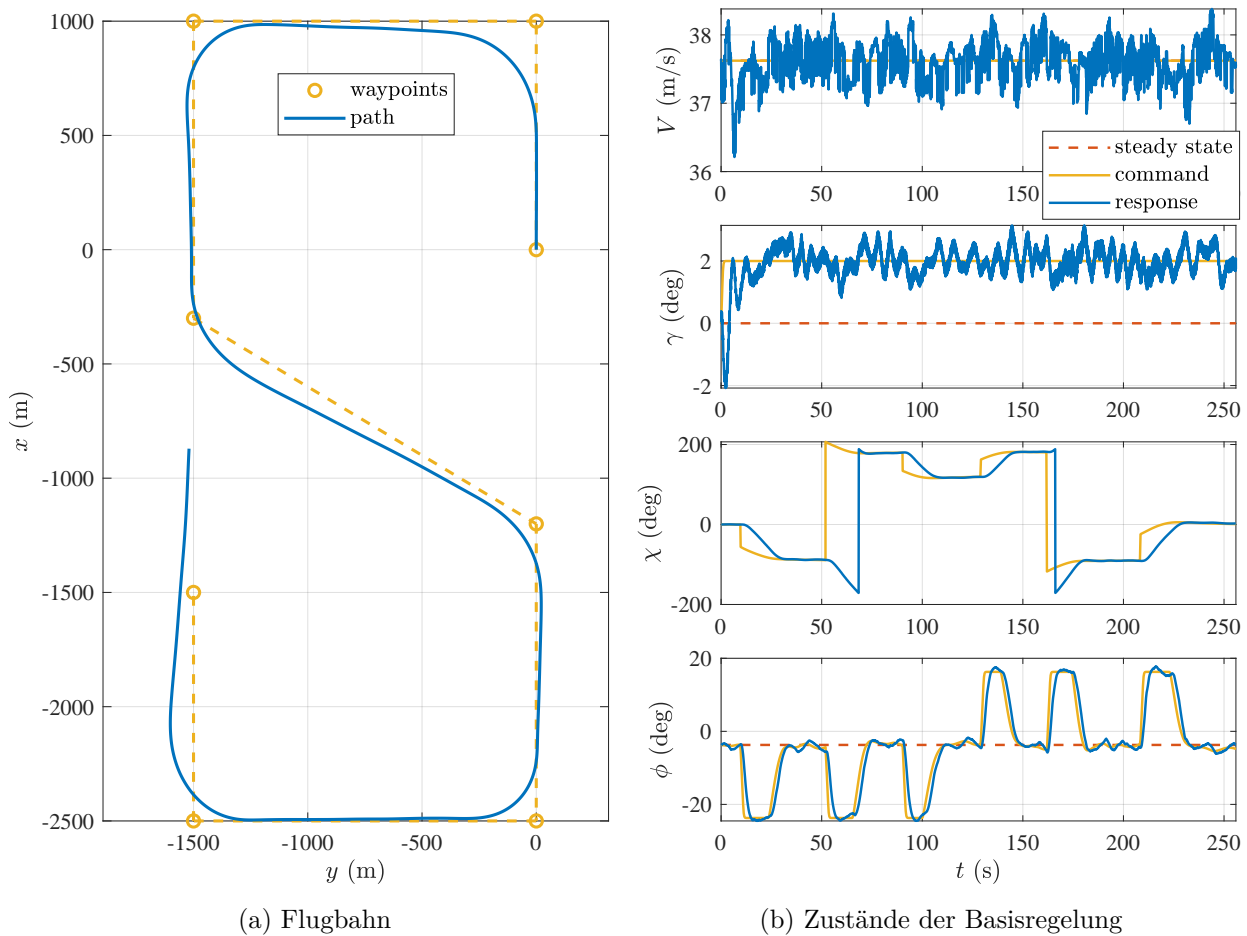 1000
500
0
-500
-1000
-1500
-2000
-2500
x (m)
-1500 -1000 -500 0
y (m)
waypoints
path
(a) Flugbahn
38
37
36
V (m/s)
0 50 100 150 200 250
steady state
command
response
2
0
-2
γ (deg)
0 50 100 150 200 250
200
0
-200
χ (deg)
0 50 100 150 200 250
20
0
-20
ϕ (deg)
0 50 100 150 200 250
t (s)
(b) Zustände der Basisregelung